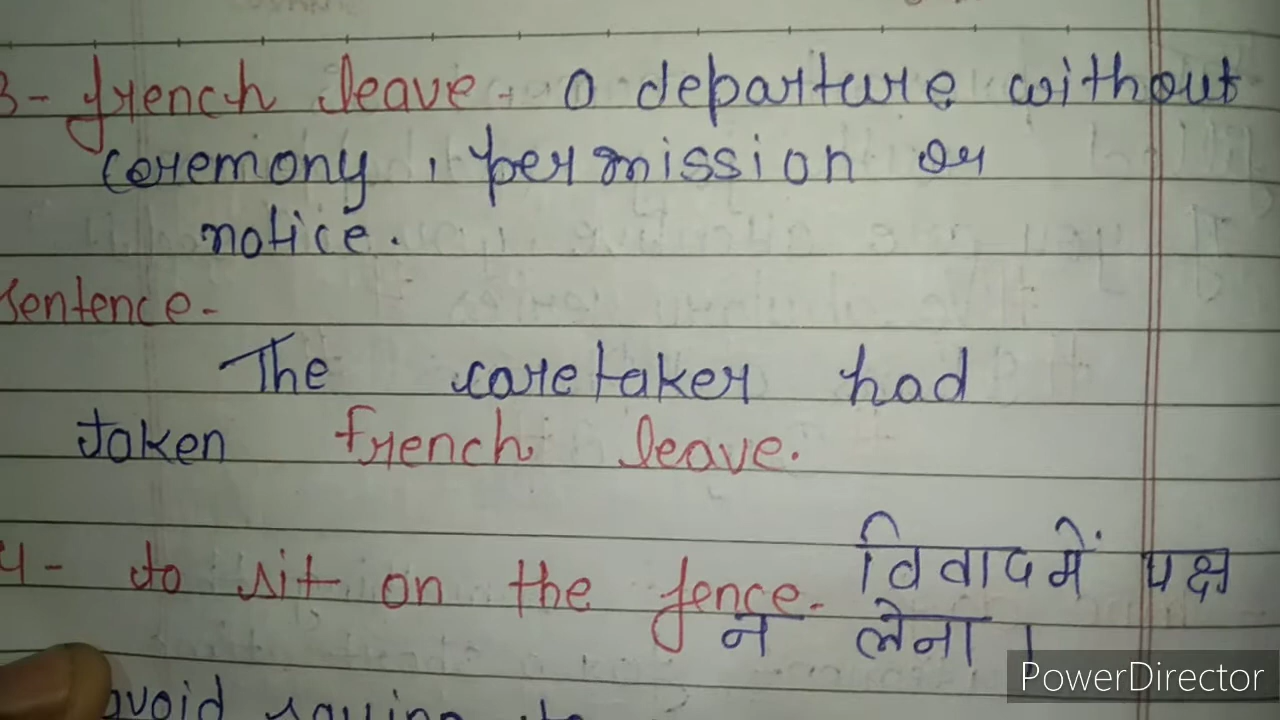 3- french leave - a departure without
ceremony, permission or
notice.
Sentence-
The caretaker had
taken french leave.
4- to sit on the fence. विवाद में पक्ष
न लेना ।
avoid
PowerDirector